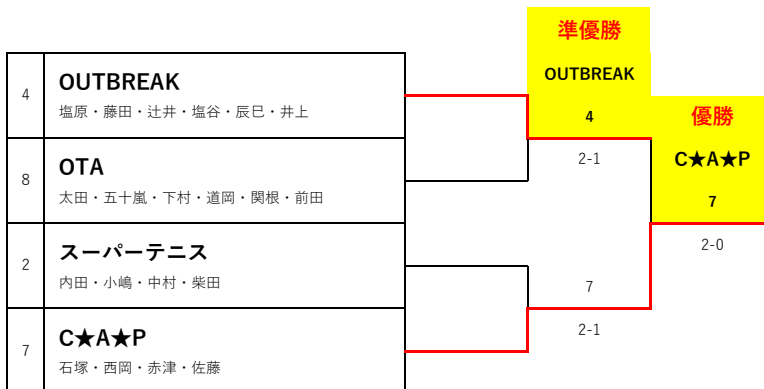 準優勝
OUTBREAK
4
2-1
優勝
C★A★P
7
2-0
4
OUTBREAK
塩原・藤田・辻井・塩谷・辰巳・井上
8
OTA
太田・五十嵐・下村・道岡・関根・前田
2
スーパーテニス
内田・小嶋・中村・柴田
7
2-1
7
C★A★P
石塚・西岡・赤津・佐藤